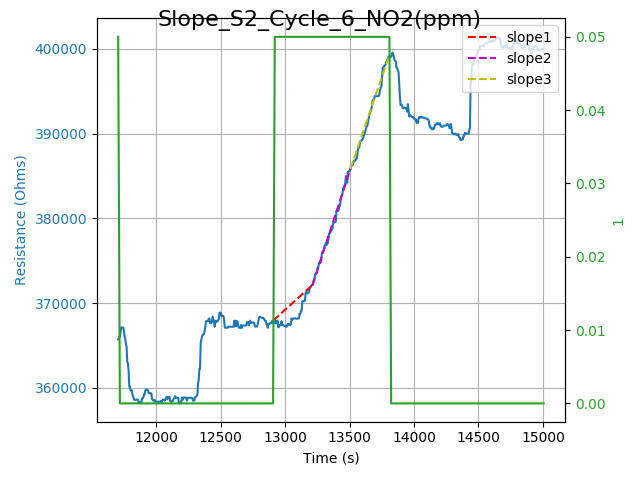 Slope_S2_Cycle_6_NO2(ppm)
slope1
slope2
slope3
400000
390000
380000
370000
360000
Resistance (Ohms)
0.05
0.04
0.03
0.02
0.01
0.00
1
12000 12500 13000 13500 14000 14500 15000
Time (s)